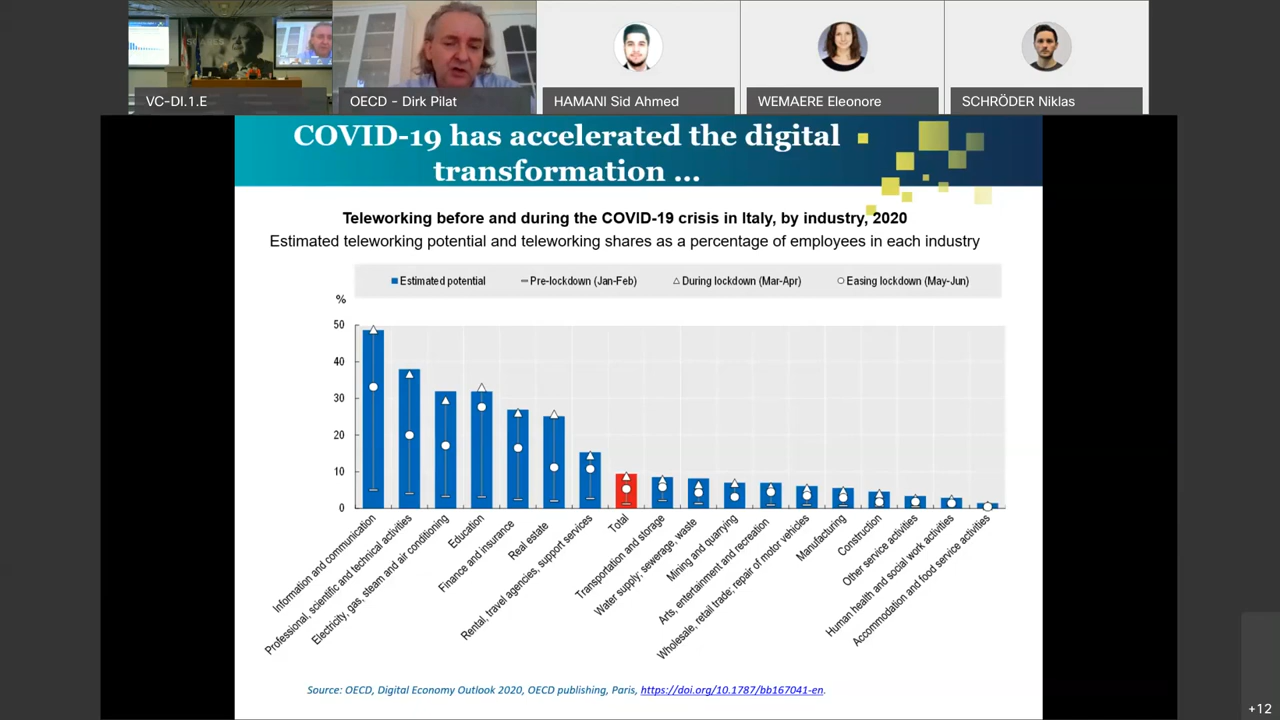 VC-DI.1.E
OECD - Dirk Pilat
HAMANI Sid Ahmed
WEMAERE Eleonore
SCHRÖDER Niklas
COVID-19 has accelerated the digital
transformation ...
Teleworking before and during the COVID-19 crisis in Italy, by industry, 2020
Estimated teleworking potential and teleworking shares as a percentage of employees in each industry
Estimated potential
Pre-lockdown (Jan-Feb)
During lockdown (Mar-Apr)
Easing lockdown (May-Jun)
%
50
40
30
20
10
0
Information and communication
Professional, scientific and technical activities
Electricity, gas, steam and air conditioning
Education
Finance and insurance
Real estate
Rental, travel agencies, support services
Total
Transportation and storage
Water supply; sewerage, waste
Mining and quarrying
Arts, entertainment and recreation
Wholesale, retail trade; repair of motor vehicles
Manufacturing
Construction
Other service activities
Human health and social work activities
Accommodation and food service activities
Source: OECD, Digital Economy Outlook 2020, OECD publishing, Paris, https://doi.org/10.1787/bb167041-en.
+12